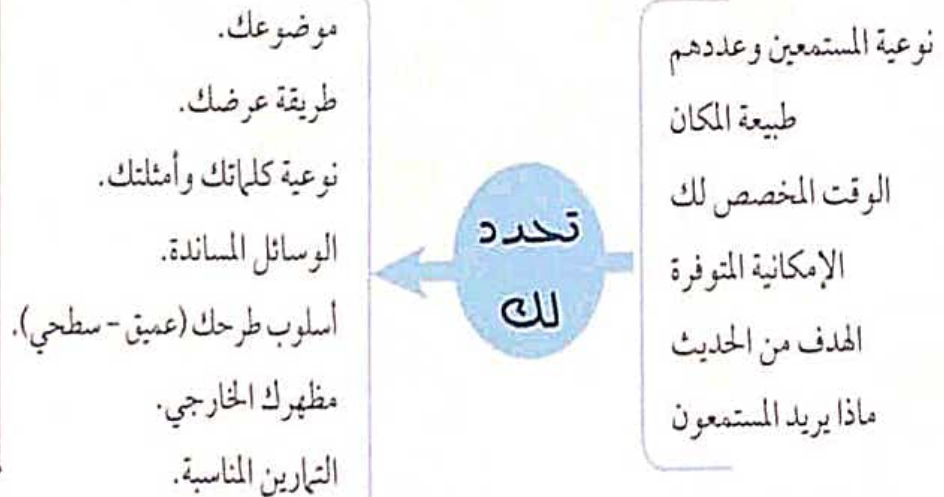 نوعية المستمعين وعددهم
طبيعة المكان
الوقت المخصص لك
الإمكانية المتوفرة
الهدف من الحديث
ماذا يريد المستمعون
تحدد
لك
موضوعك.
طريقة عرضك.
نوعية كلماتك وأمثلتك.
الوسائل المساندة.
أسلوب طرحك (عميق - سطحي).
مظهرك الخارجي.
التمارين المناسبة.